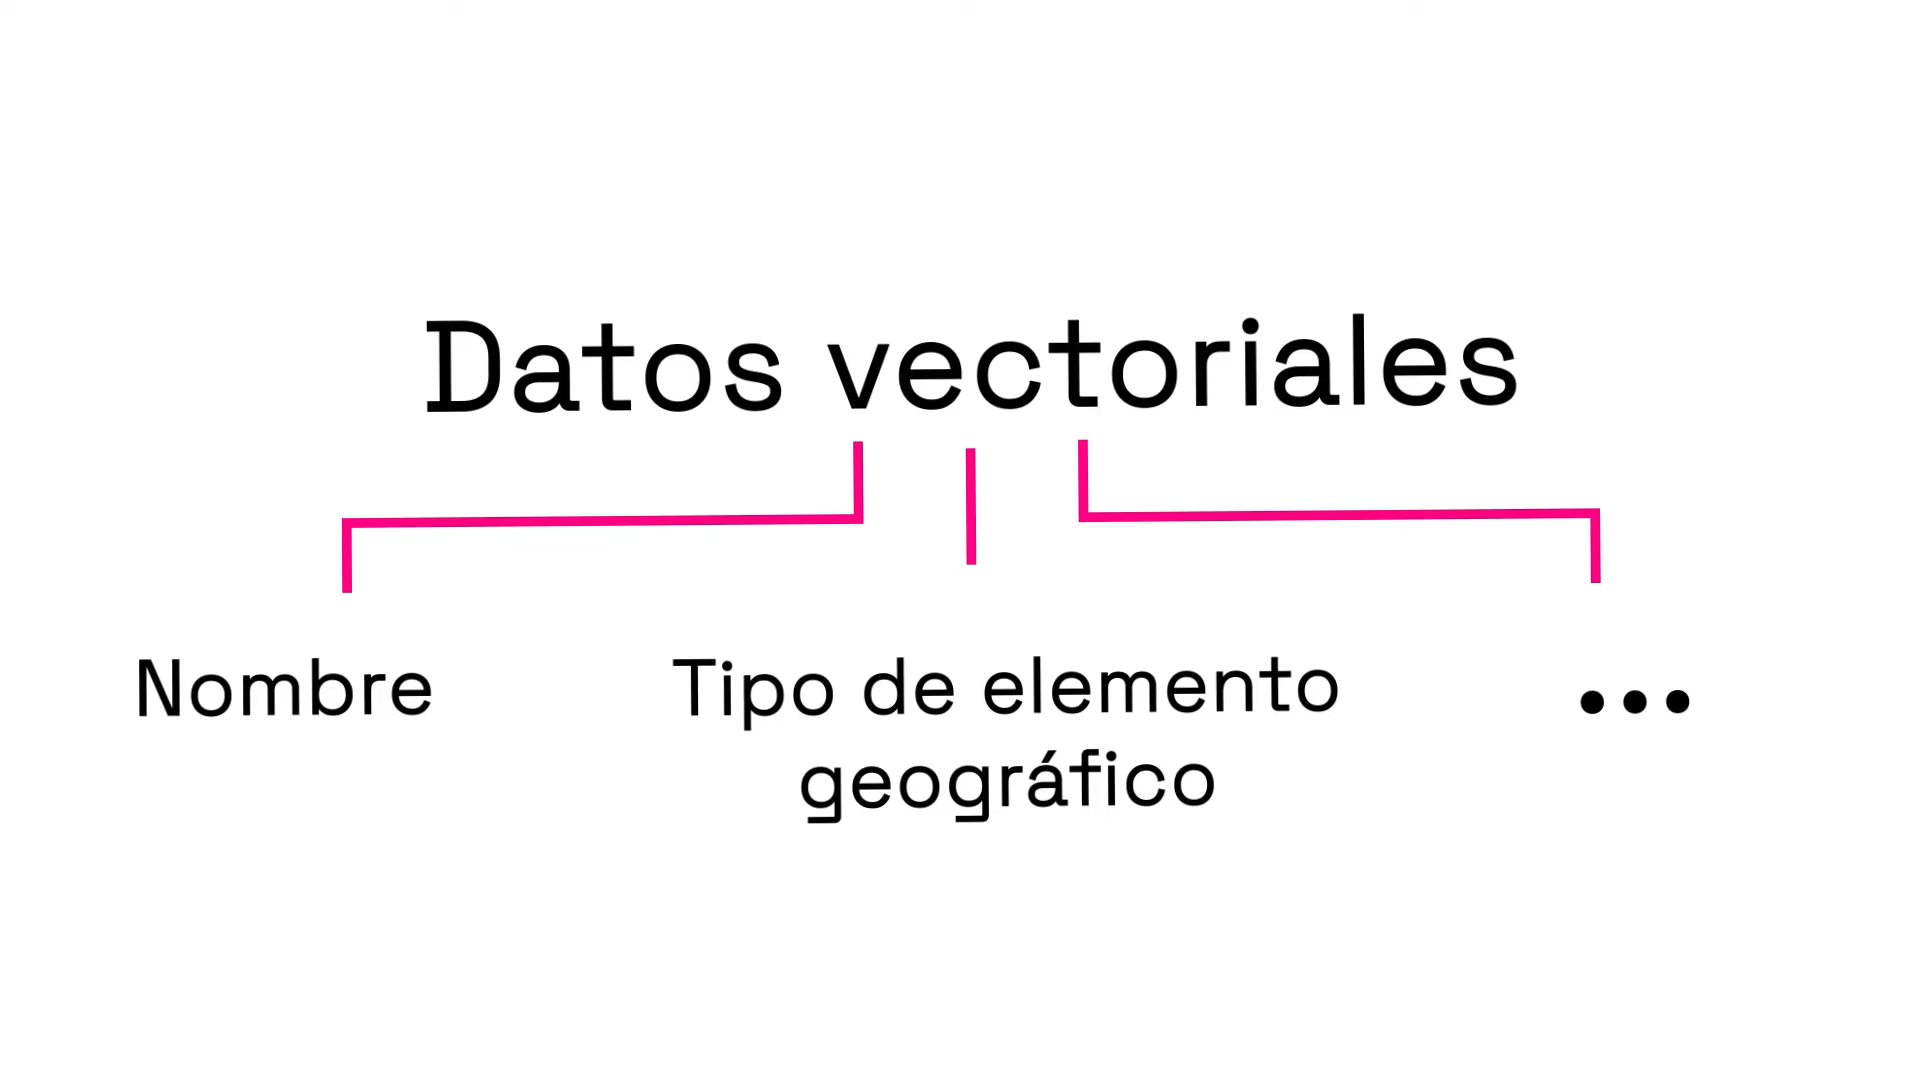 Datos vectoriales
Nombre
Tipo de elemento
geográfico
...